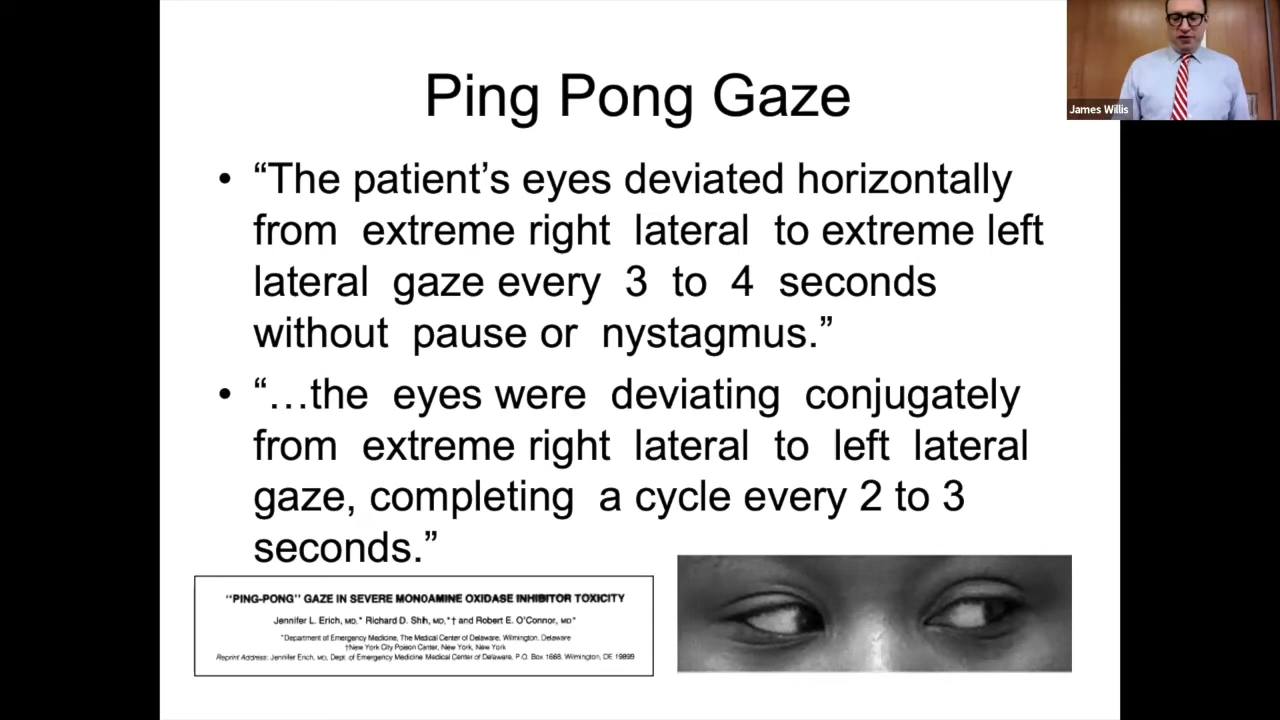 Ping Pong Gaze
James Willis
• “The patient’s eyes deviated horizontally
from extreme right lateral to extreme left
lateral gaze every 3 to 4 seconds
without pause or nystagmus.”
• “…the eyes were deviating conjugately
from extreme right lateral to left lateral
gaze, completing a cycle every 2 to 3
seconds.”
“PING-PONG” GAZE IN SEVERE MONOAMINE OXIDASE INHIBITOR TOXICITY
Jennifer L. Erich, MD,* Richard D. Shih, MD,*† and Robert E. O’Connor, MD*
*Department of Emergency Medicine, The Medical Center of Delaware, Wilmington, Delaware
†New York City Poison Center, New York, New York
Reprint Address: Jennifer Erich, MD, Dept. of Emergency Medicine Medical Center of Delaware, P.O. Box 1668, Wilmington, DE 19899